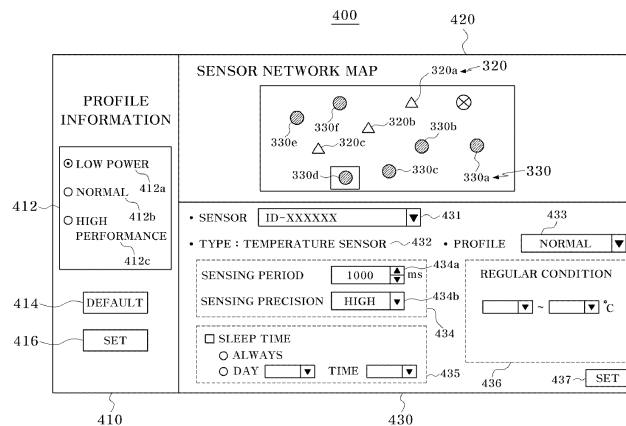 400
420
SENSOR NETWORK MAP
320a 320
PROFILE INFORMATION
330e
330f
320b
330b
320c
330d
330c
330a 330
LOW POWER
412a
NORMAL
412b
HIGH PERFORMANCE
412c
412
414 DEFAULT
416 SET
410
• SENSOR ID-XXXXXX 431
• TYPE : TEMPERATURE SENSOR 432
• PROFILE NORMAL 433
SENSING PERIOD 1000 ms 434a
SENSING PRECISION HIGH 434b
434
REGULAR CONDITION
~ °C
436
SLEEP TIME
ALWAYS
DAY TIME 435
437 SET
430